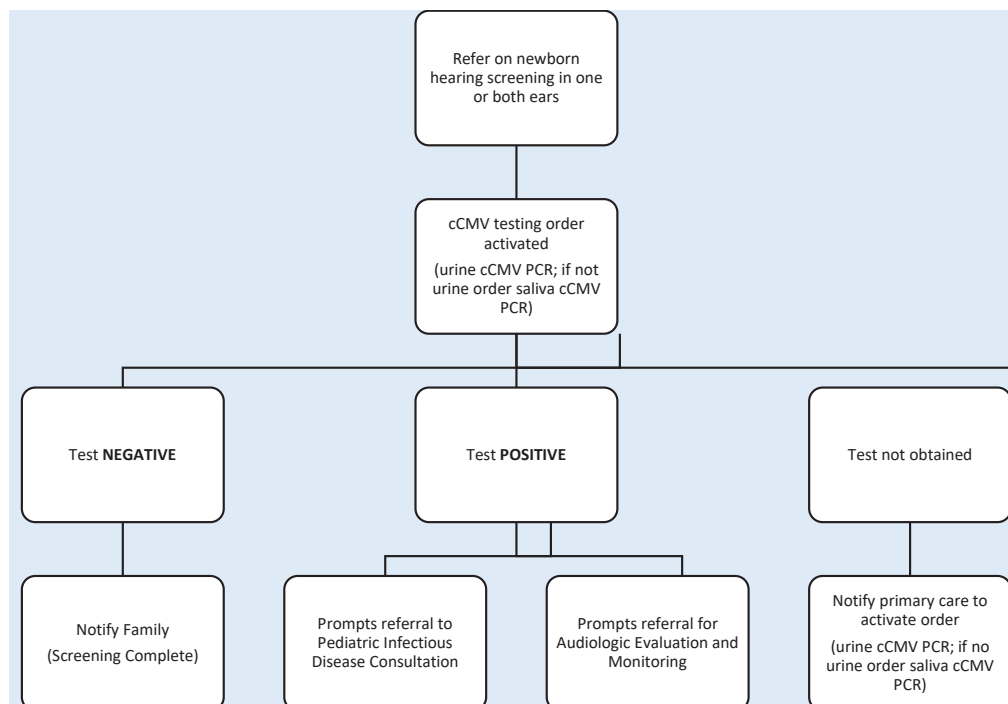 Refer on newborn
hearing screening in one
or both ears
cCMV testing order
activated
(urine cCMV PCR; if not
urine order saliva cCMV
PCR)
Test NEGATIVE
Test POSITIVE
Test not obtained
Notify Family
(Screening Complete)
Prompts referral to
Pediatric Infectious
Disease Consultation
Prompts referral for
Audiologic Evaluation and
Monitoring
Notify primary care to
activate order
(urine cCMV PCR; if no
urine order saliva cCMV
PCR)